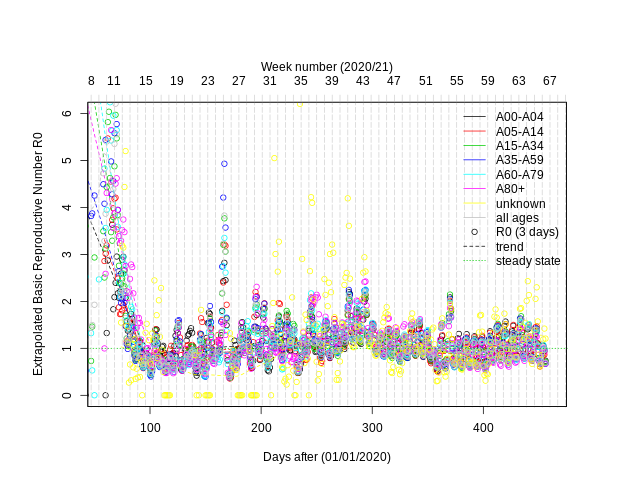 Week number (2020/21)
8 11 15 19 23 27 31 35 39 43 47 51 55 59 63 67
Extrapolated Basic Reproductive Number R0
6
5
4
3
2
1
0
A00-A04
A05-A14
A15-A34
A35-A59
A60-A79
A80+
unknown
all ages
R0 (3 days)
trend
steady state
100 200 300 400
Days after (01/01/2020)